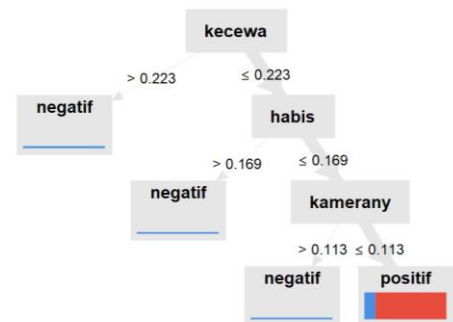 kecewa
> 0.223 ≤ 0.223
negatif
habis
> 0.169 ≤ 0.169
negatif
kamerany
> 0.113 ≤ 0.113
negatif positif